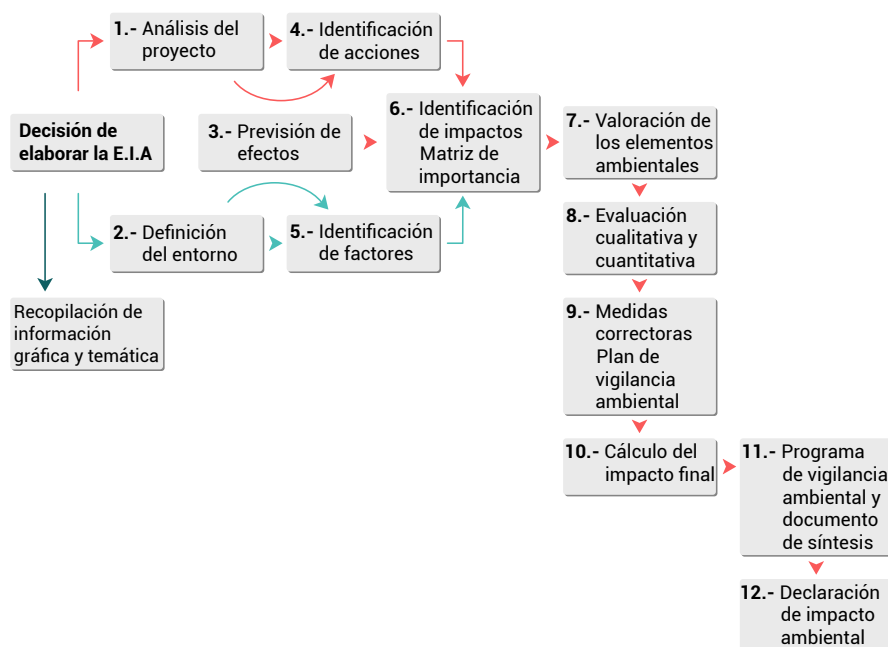 1.- Análisis del
proyecto
4.- Identificación
de acciones
Decisión de
elaborar la E.I.A
3.- Previsión de
efectos
6.- Identificación
de impactos
Matriz de
importancia
7.- Valoración de
los elementos
ambientales
2.- Definición
del entorno
5.- Identificación
de factores
8.- Evaluación
cualitativa y
cuantitativa
Recopilación de
información
gráfica y temática
9.- Medidas
correctoras
Plan de
vigilancia
ambiental
10.- Cálculo del
impacto final
11.- Programa
de vigilancia
ambiental y
documento
de síntesis
12.- Declaración
de impacto
ambiental